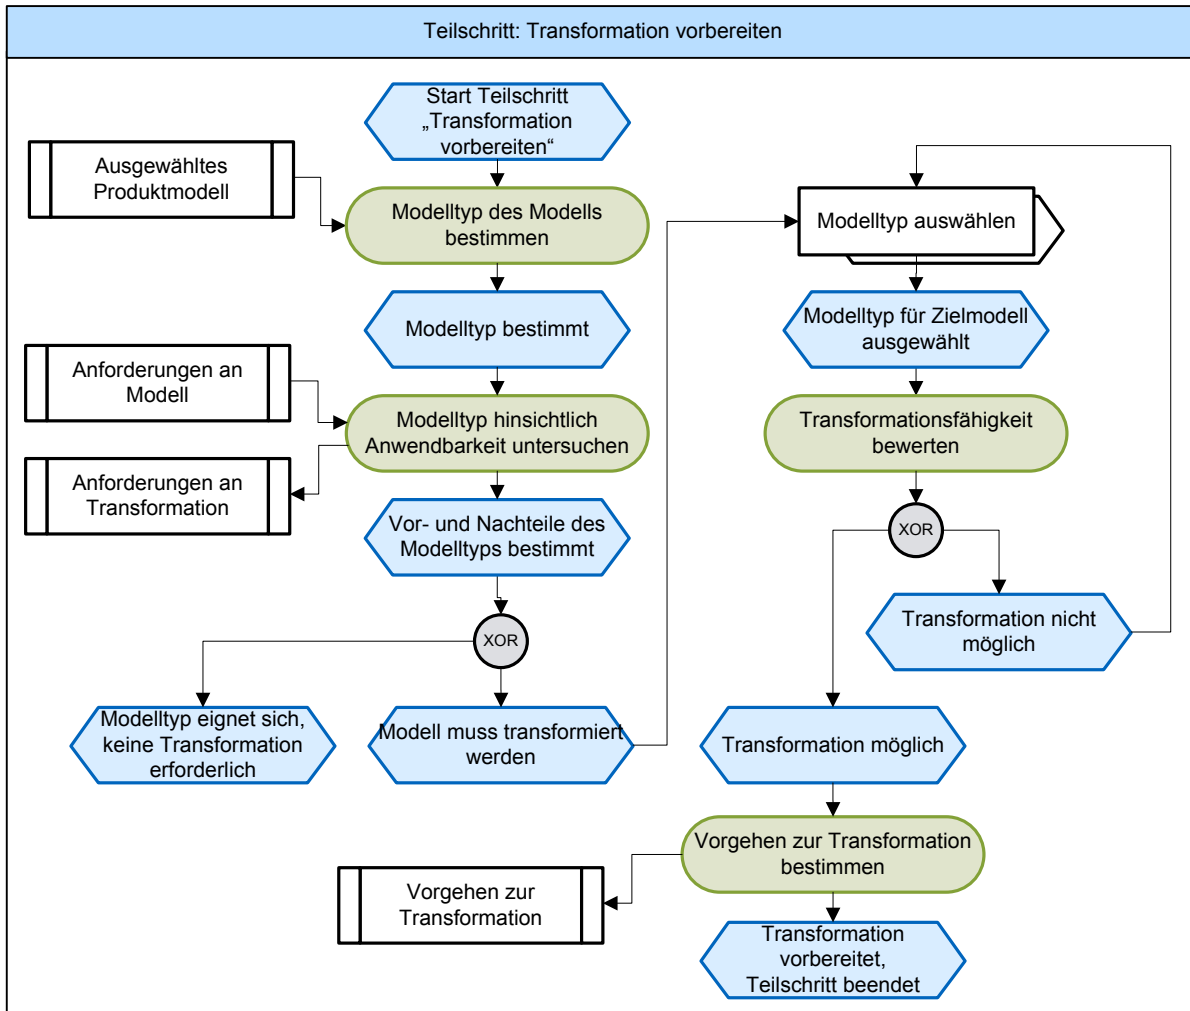 Teilschritt: Transformation vorbereiten
Start Teilschritt
„Transformation
vorbereiten“
Ausgewähltes
Produktmodell
Modelltyp des Modells
bestimmen
Modelltyp bestimmt
Anforderungen an
Modell
Modelltyp hinsichtlich
Anwendbarkeit untersuchen
Anforderungen an
Transformation
Vor- und Nachteile des
Modelltyps bestimmt
XOR
Modelltyp eignet sich,
keine Transformation
erforderlich
Modell muss transformiert
werden
Modelltyp auswählen
Modelltyp für Zielmodell
ausgewählt
Transformationsfähigkeit
bewerten
XOR
Transformation nicht
möglich
Transformation möglich
Vorgehen zur Transformation
bestimmen
Vorgehen zur
Transformation
Transformation
vorbereitet,
Teilschritt beendet